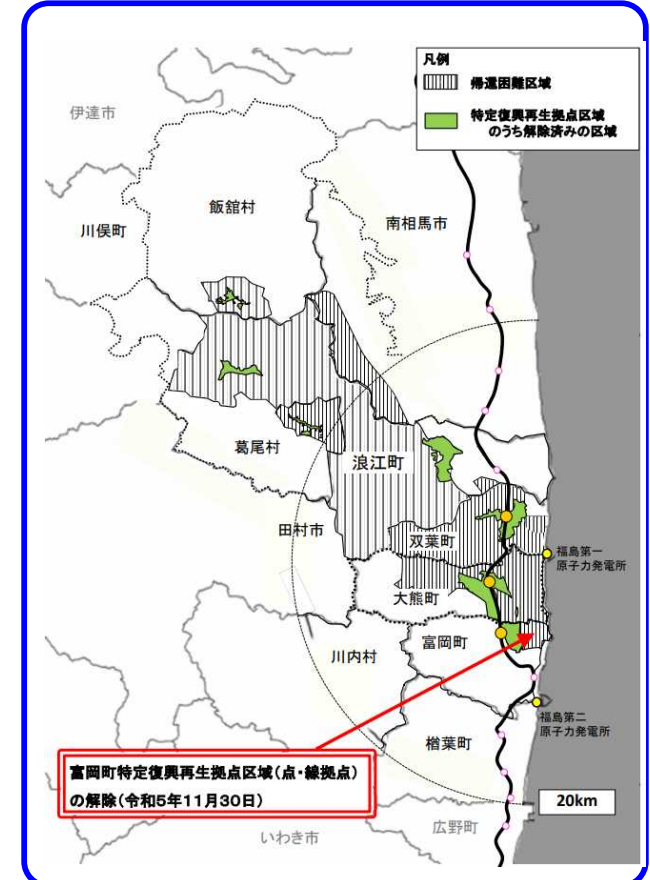 凡例
帰還困難区域
特定復興再生拠点区域
のうち解除済みの区域
伊達市
飯舘村
川俣町
南相馬市
葛尾村
浪江町
田村市
双葉町
福島第一
原子力発電所
大熊町
富岡町
川内村
福島第二
原子力発電所
楢葉町
富岡町特定復興再生拠点区域(点・線拠点)
の解除(令和5年11月30日)
20km
広野町
いわき市